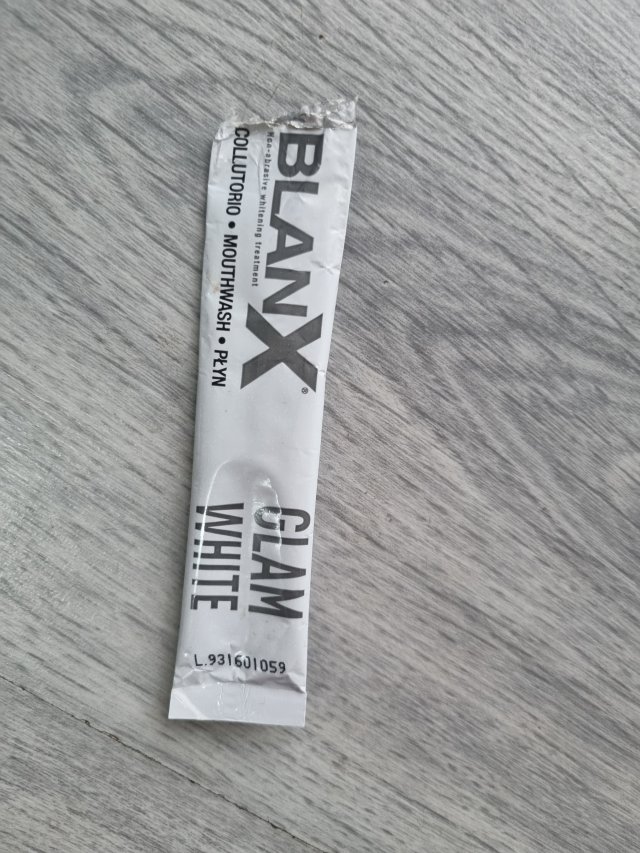 BLANX®
Non-abrasive whitening treatment
COLLUTORIO • MOUTHWASH • PŁYN
GLAM
WHITE
L.931601059